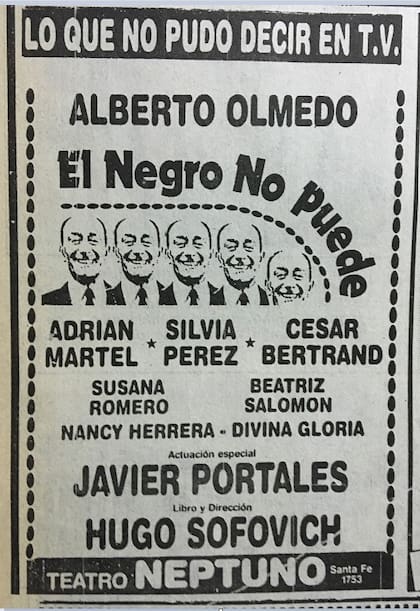 LO QUE NO PUDO DECIR EN T.V.
ALBERTO OLMEDO
El Negro No Puede
ADRIAN MARTEL * SILVIA PEREZ * CESAR BERTRAND
SUSANA ROMERO BEATRIZ SALOMON
NANCY HERRERA - DIVINA GLORIA
Actuación especial
JAVIER PORTALES
Libro y Dirección
HUGO SOFOVICH
TEATRO NEPTUNO Santa Fe 1753